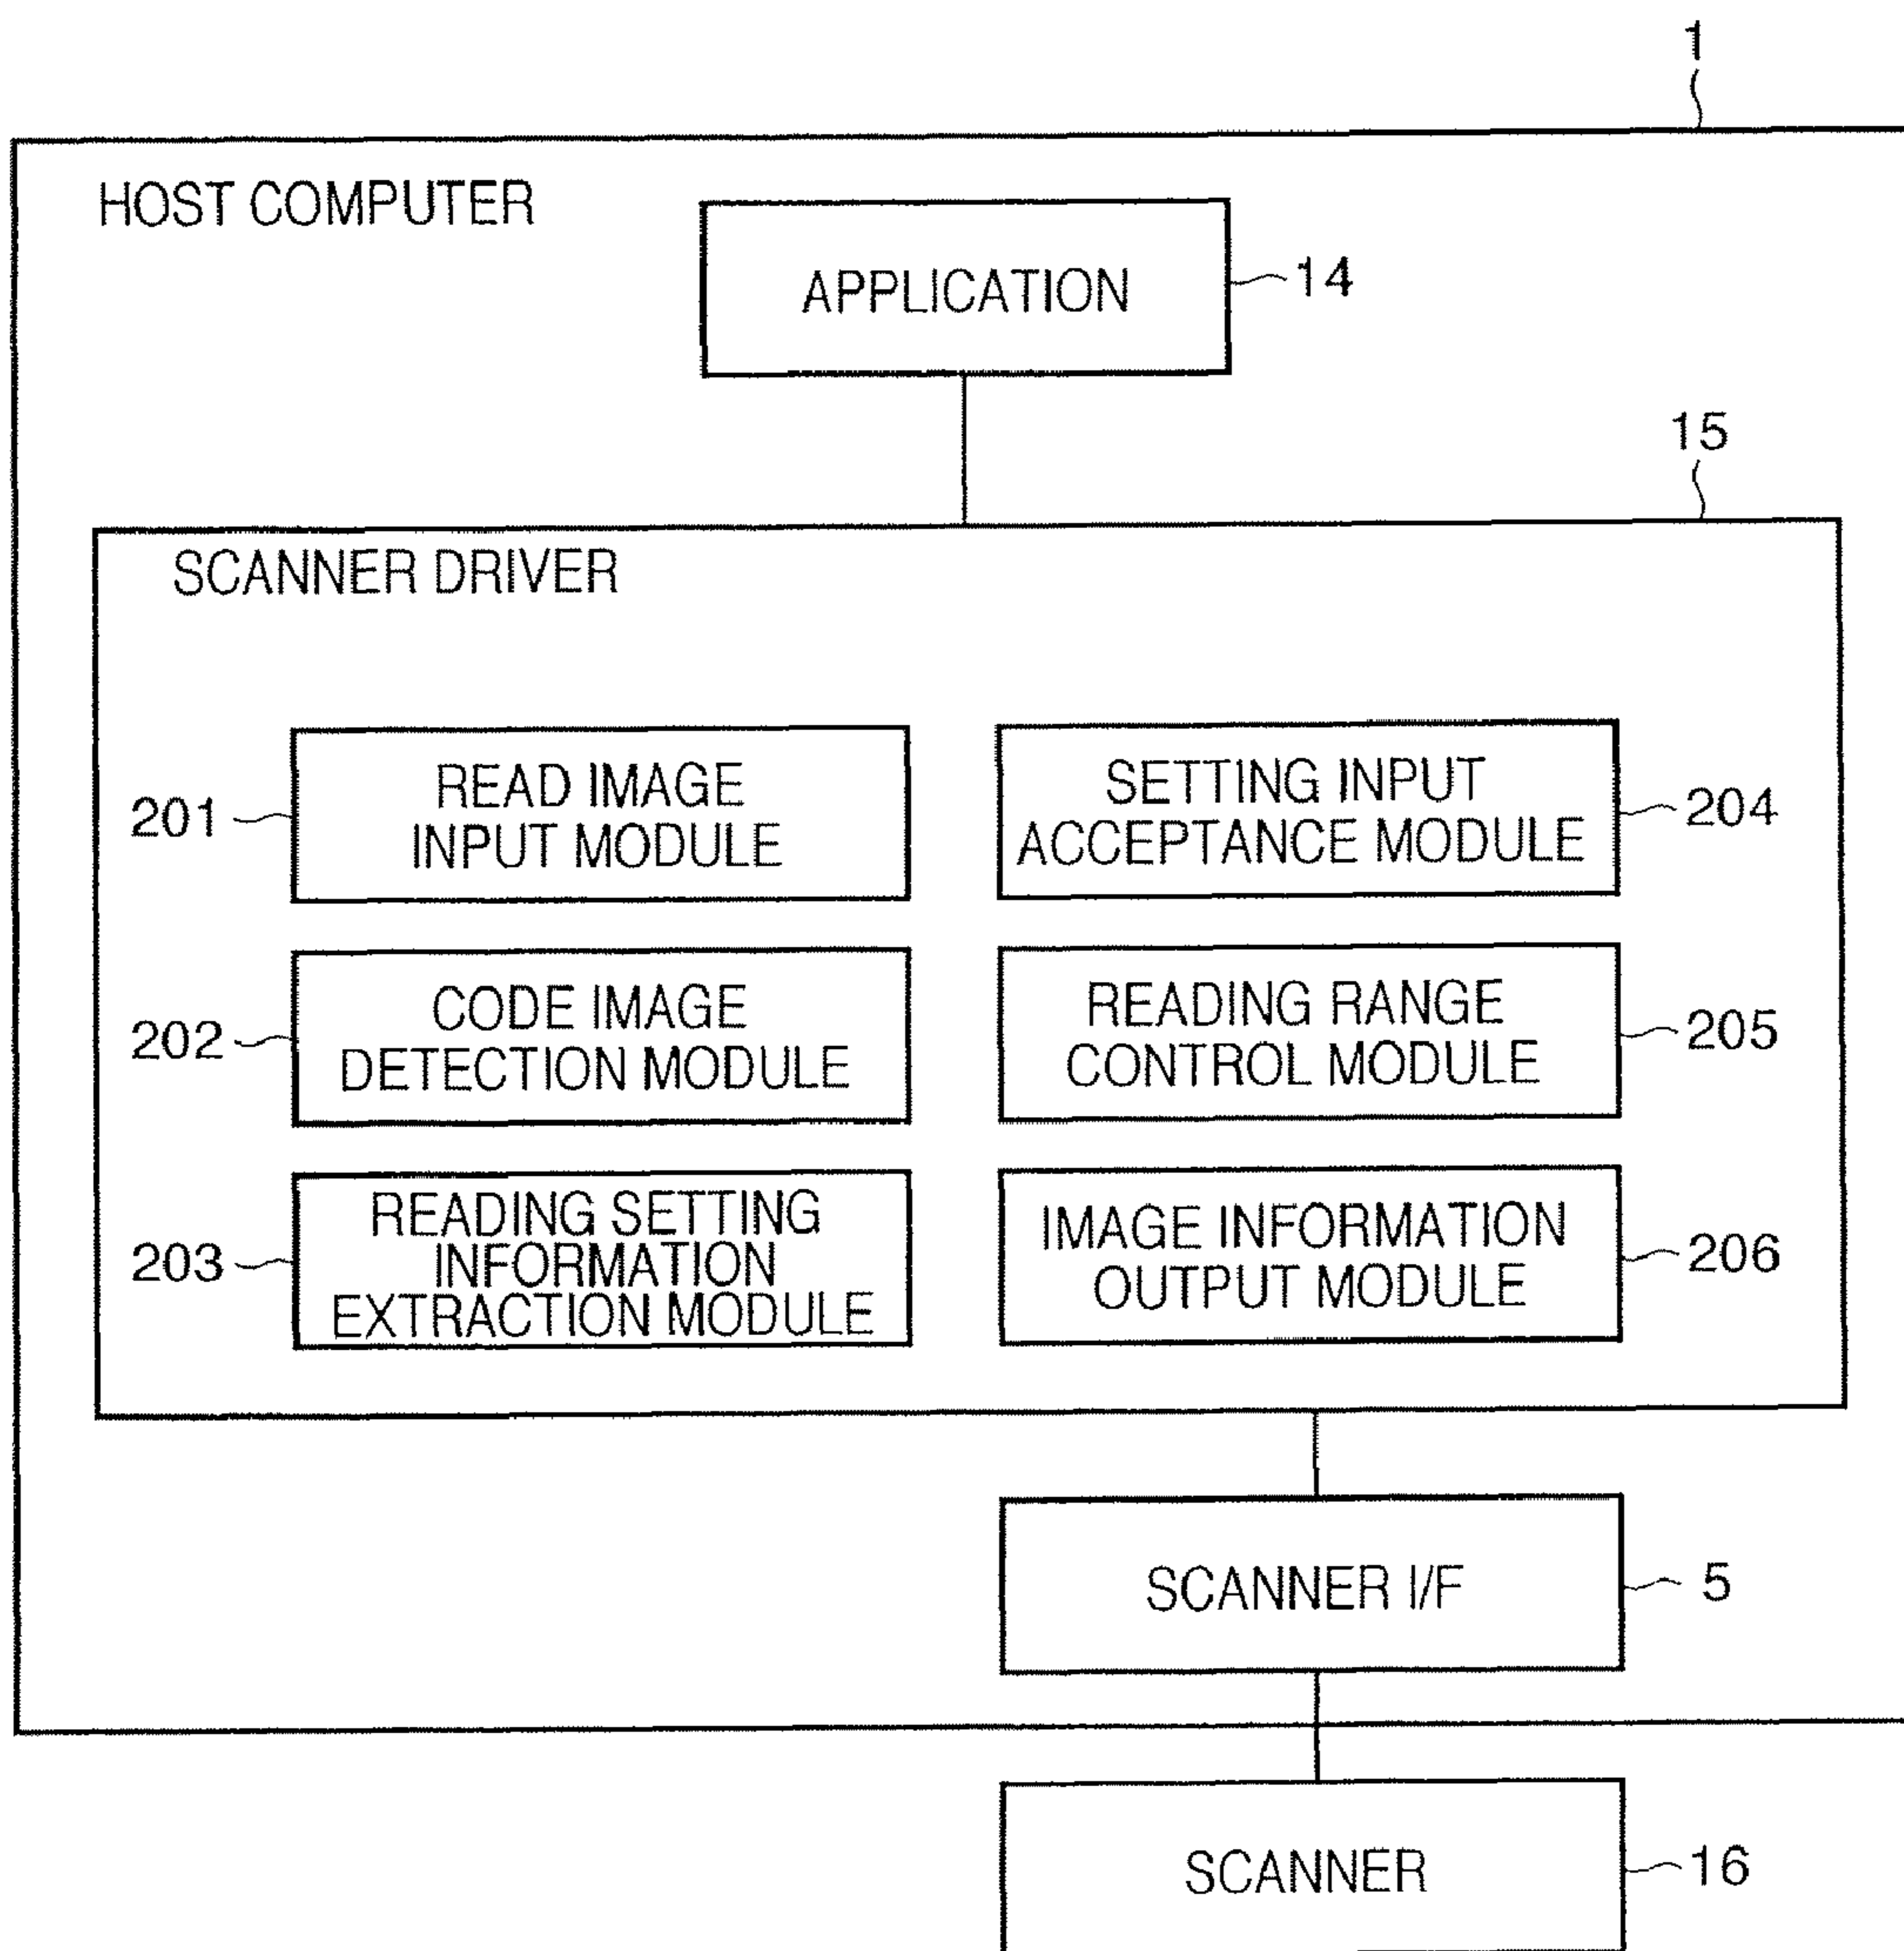 1
HOST COMPUTER
APPLICATION
14
15
SCANNER DRIVER
201
READ IMAGE
INPUT MODULE
SETTING INPUT
ACCEPTANCE MODULE
204
202
CODE IMAGE
DETECTION MODULE
READING RANGE
CONTROL MODULE
205
203
READING SETTING
INFORMATION
EXTRACTION MODULE
IMAGE INFORMATION
OUTPUT MODULE
206
SCANNER I/F
5
SCANNER
16